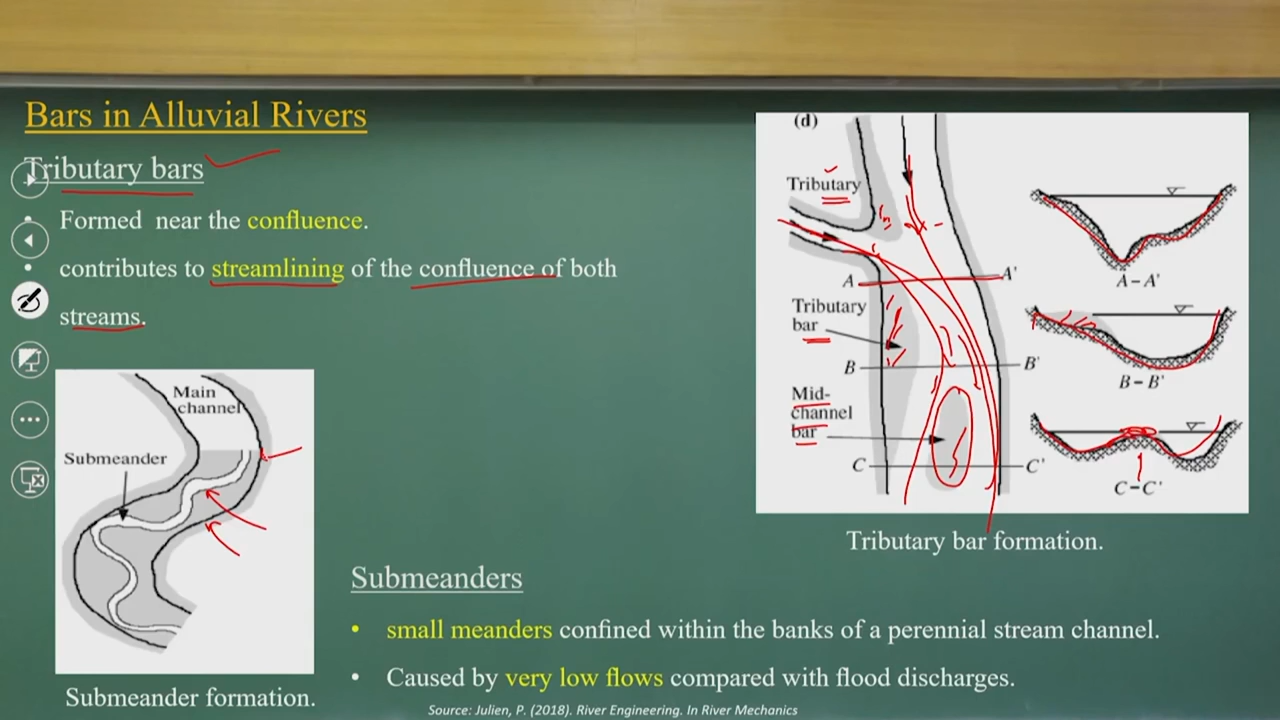 Bars in Alluvial Rivers
Tributary bars
• Formed near the confluence.
• contributes to streamlining of the confluence of both
streams.
Main
channel
Submeander
Submeander formation.
(d)
Tributary
A
A'
Tributary
bar
B
B'
Mid-
channel
bar
C
C'
A–A'
B–B'
C–C'
Tributary bar formation.
Submeanders
• small meanders confined within the banks of a perennial stream channel.
• Caused by very low flows compared with flood discharges.
Source: Julien, P. (2018). River Engineering. In River Mechanics